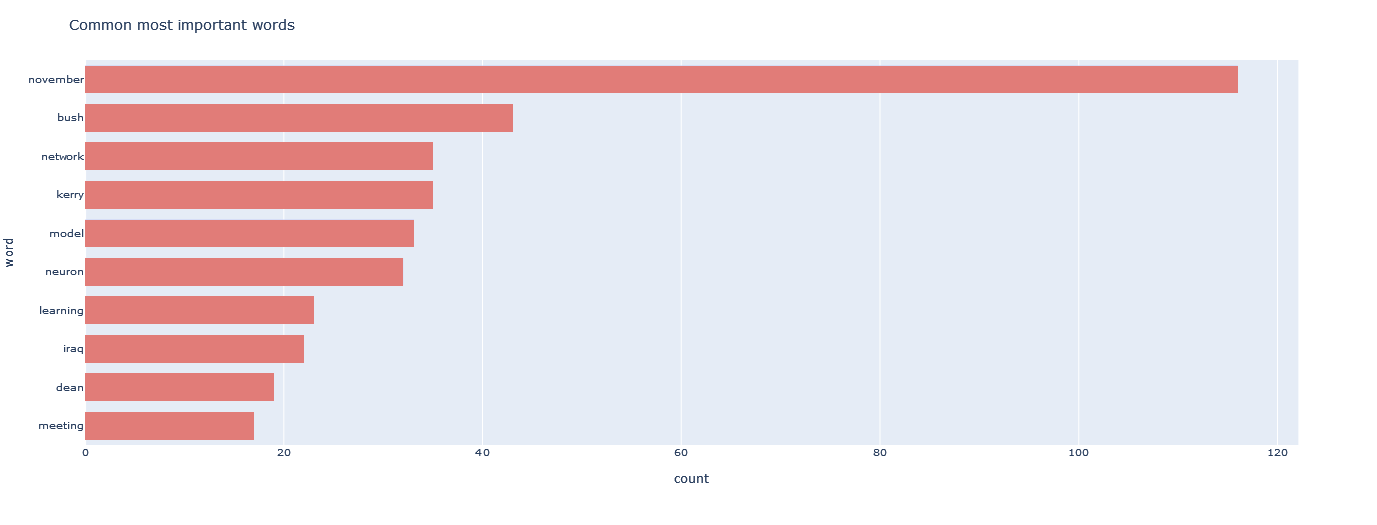 Common most important words
word
november
bush
network
kerry
model
neuron
learning
iraq
dean
meeting
0 20 40 60 80 100 120
count